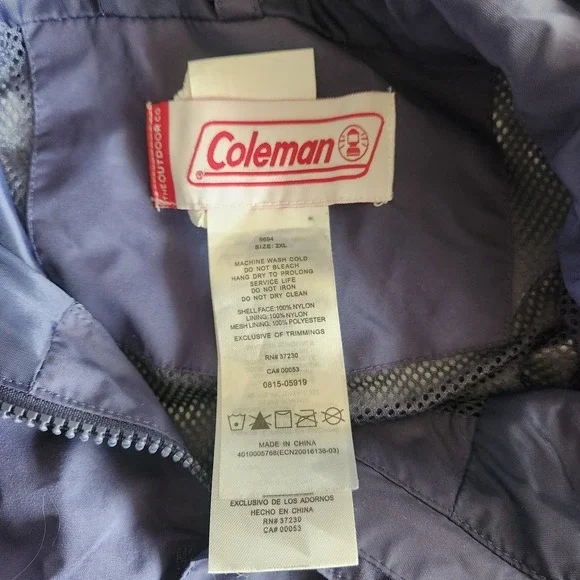 THE OUTDOOR CO
Coleman
®
SIZE: 2XL
MACHINE WASH COLD
DO NOT BLEACH
HANG DRY TO PROLONG
SERVICE LIFE
DO NOT IRON
DO NOT DRY CLEAN
SHELL FACE:100% NYLON
LINING:100% NYLON
MESH LINING:100% POLYESTER
EXCLUSIVE OF TRIMMINGS
RN# 37230
CA# 00053
0815-05919
MADE IN CHINA
4010005768(ECN20016136-03)
EXCLUSIVO DE LOS ADORNOS
HECHO EN CHINA
RN# 37230
CA# 00053